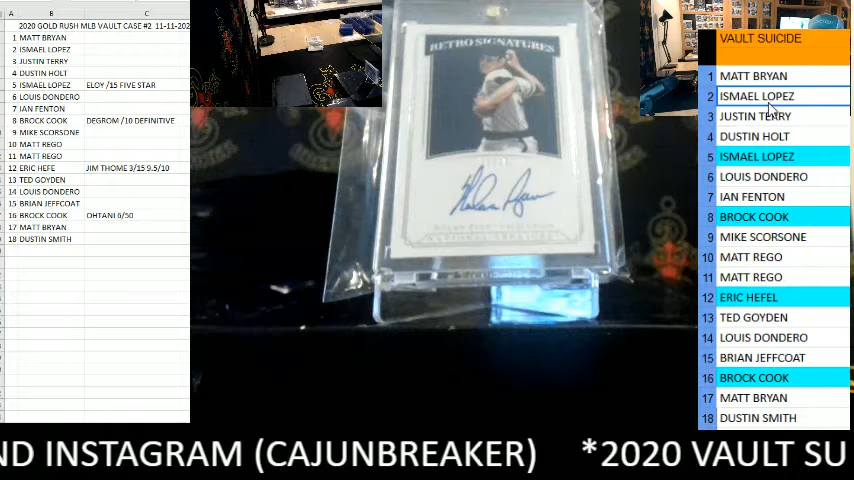 2020 GOLD RUSH MLB VAULT CASE #2 11-11-202
1 MATT BRYAN
2 ISMAEL LOPEZ
3 JUSTIN TERRY
4 DUSTIN HOLT
5 ISMAEL LOPEZ ELOY /15 FIVE STAR
6 LOUIS DONDERO
7 IAN FENTON
8 BROCK COOK DEGROM /10 DEFINITIVE
9 MIKE SCORSONE
10 MATT REGO
11 MATT REGO
12 ERIC HEFE JIM THOME 3/15 9.5/10
13 TED GOYDEN
14 LOUIS DONDERO
15 BRIAN JEFFCOAT
16 BROCK COOK OHTANI 6/50
17 MATT BRYAN
18 DUSTIN SMITH
A B C
RETRO SIGNATURES
Nolan Ryan
VAULT SUICIDE
1 MATT BRYAN
2 ISMAEL LOPEZ
3 JUSTIN TERRY
4 DUSTIN HOLT
5 ISMAEL LOPEZ
6 LOUIS DONDERO
7 IAN FENTON
8 BROCK COOK
9 MIKE SCORSONE
10 MATT REGO
11 MATT REGO
12 ERIC HEFEL
13 TED GOYDEN
14 LOUIS DONDERO
15 BRIAN JEFFCOAT
16 BROCK COOK
17 MATT BRYAN
18 DUSTIN SMITH
ND INSTAGRAM (CAJUNBREAKER) *2020 VAULT SU